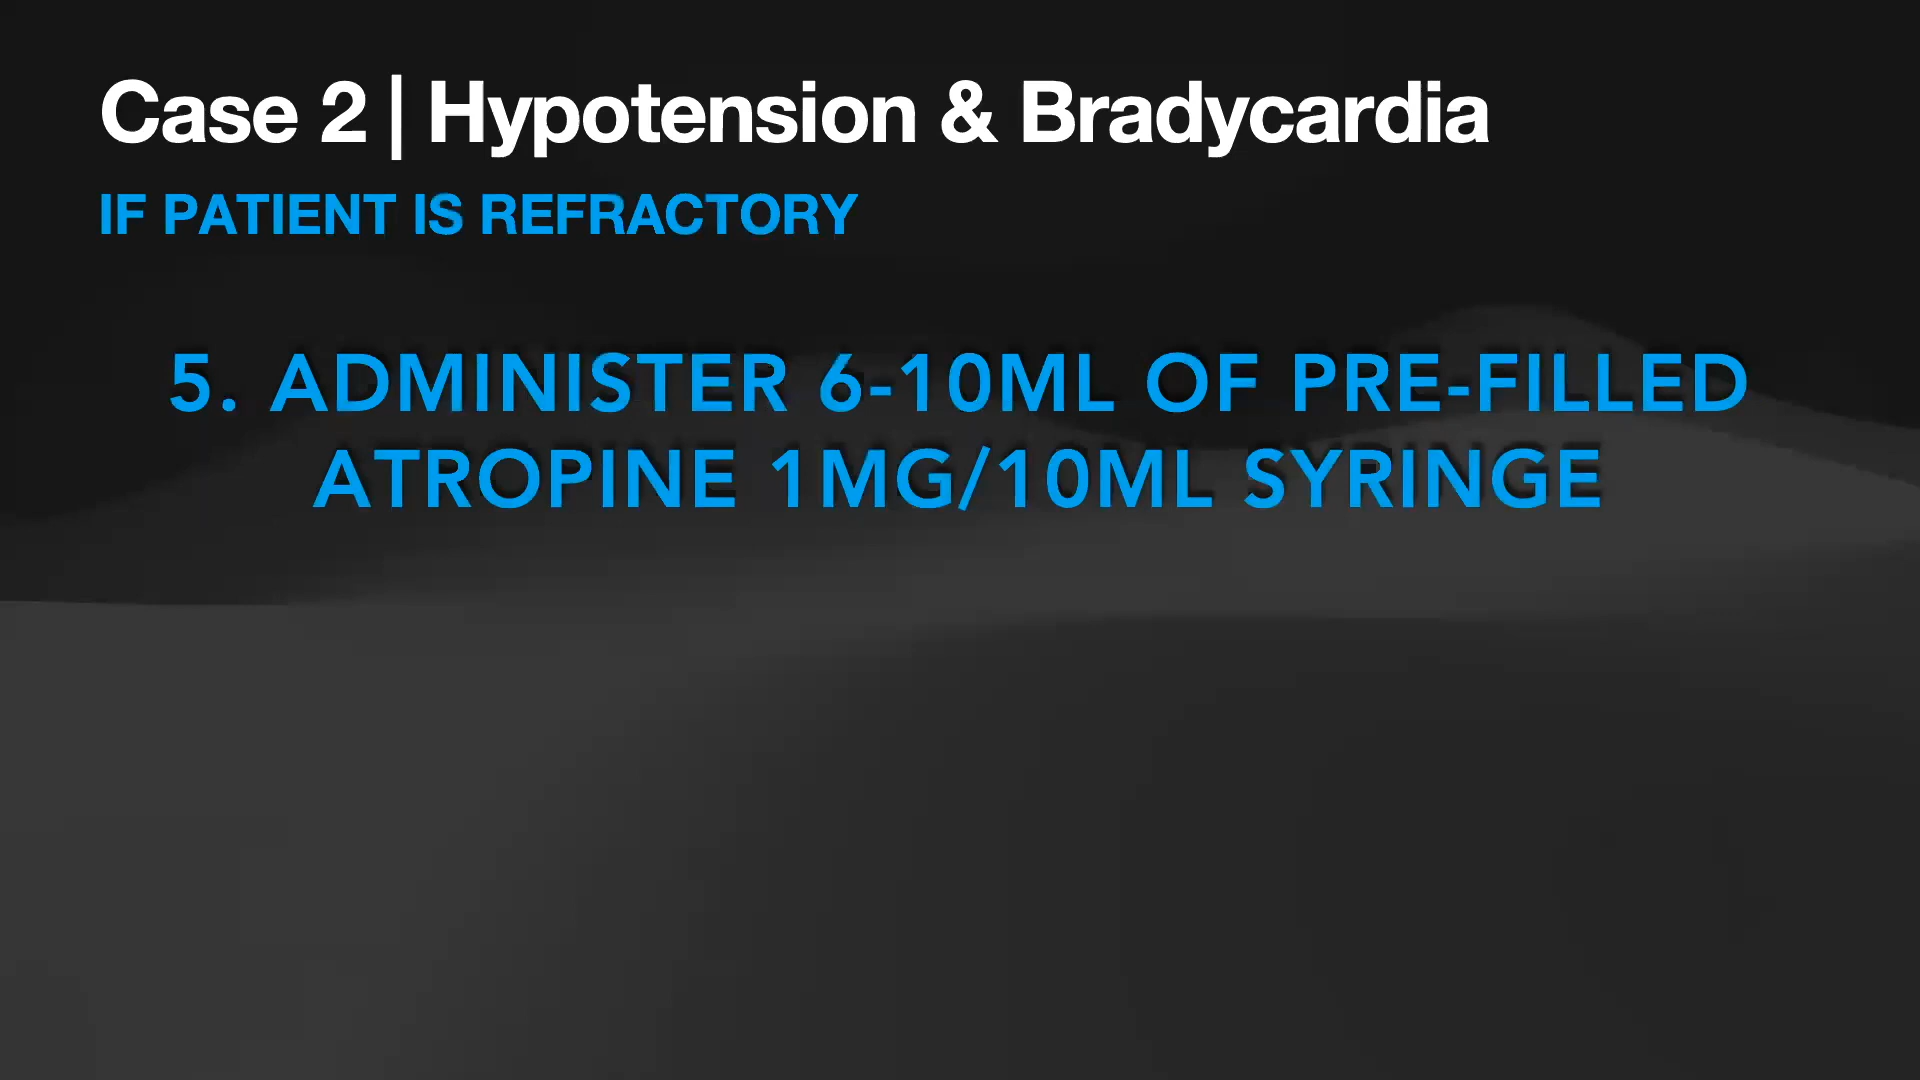 Case 2 | Hypotension & Bradycardia
IF PATIENT IS REFRACTORY
5. ADMINISTER 6-10ML OF PRE-FILLED
ATROPINE 1MG/10ML SYRINGE